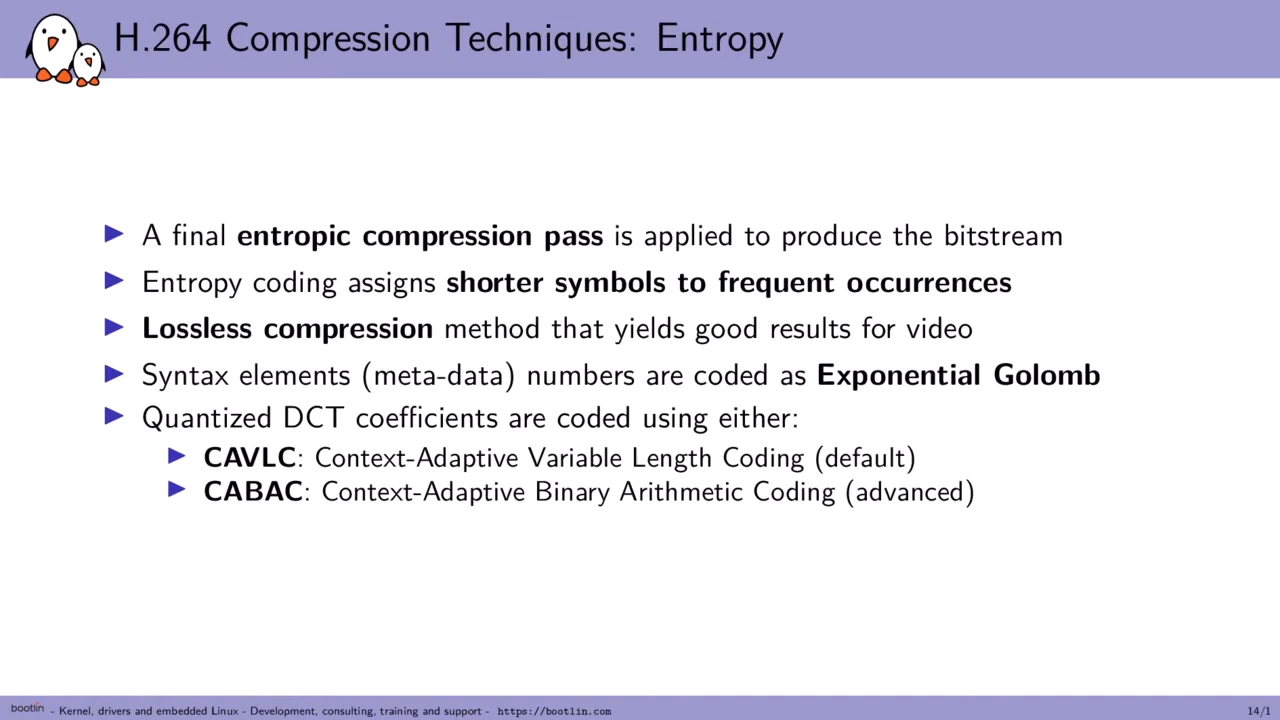 H.264 Compression Techniques: Entropy
▶ A final entropic compression pass is applied to produce the bitstream
▶ Entropy coding assigns shorter symbols to frequent occurrences
▶ Lossless compression method that yields good results for video
▶ Syntax elements (meta-data) numbers are coded as Exponential Golomb
▶ Quantized DCT coefficients are coded using either:
▶ CAVLC: Context-Adaptive Variable Length Coding (default)
▶ CABAC: Context-Adaptive Binary Arithmetic Coding (advanced)
bootlin - Kernel, drivers and embedded Linux - Development, consulting, training and support - https://bootlin.com 14/1